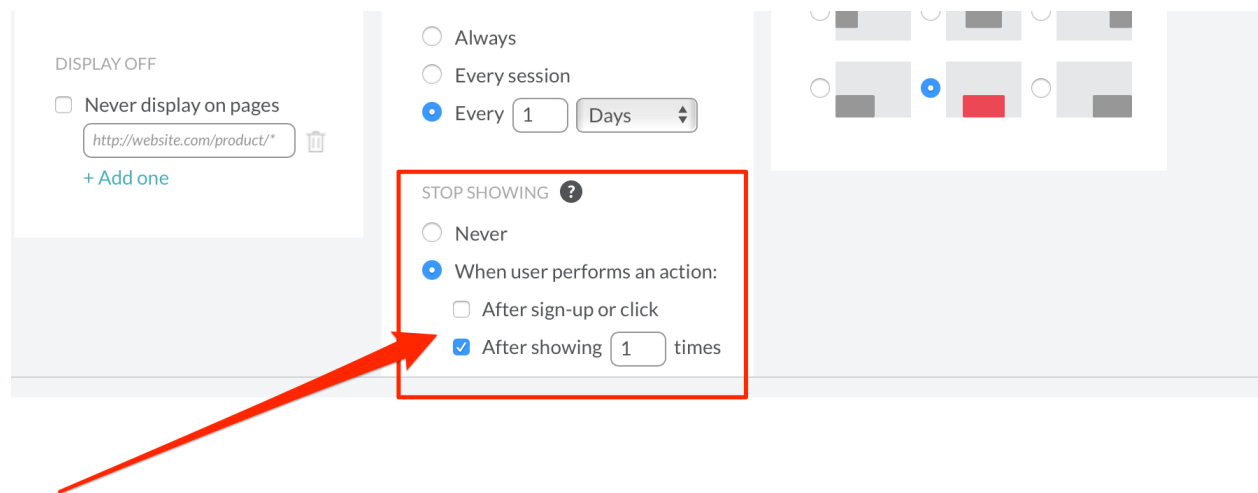 DISPLAY OFF
Never display on pages
http://website.com/product/*
+ Add one
Always
Every session
Every 1 Days
STOP SHOWING ?
Never
When user performs an action:
After sign-up or click
After showing 1 times